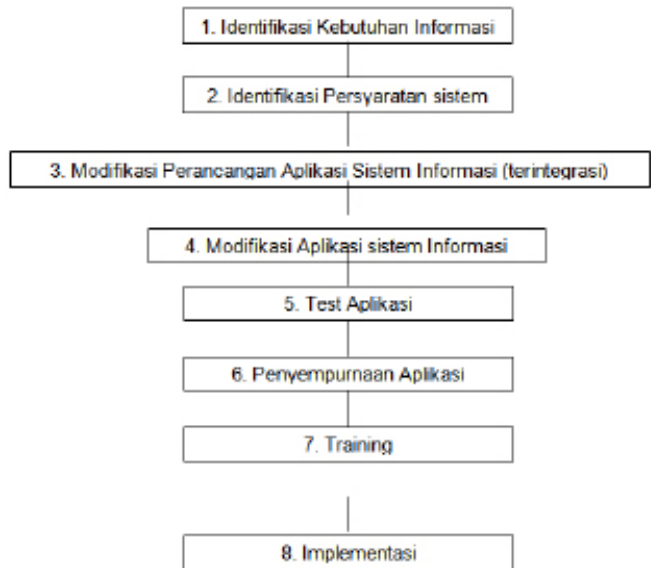 1. Identifikasi Kebutuhan Informasi
2. Identifikasi Persyaratan sistem
3. Modifikasi Perancangan Aplikasi Sistem Informasi (terintegrasi)
4. Modifikasi Aplikasi sistem Informasi
5. Test Aplikasi
6. Penyempurnaan Aplikasi
7. Training
8. Implementasi